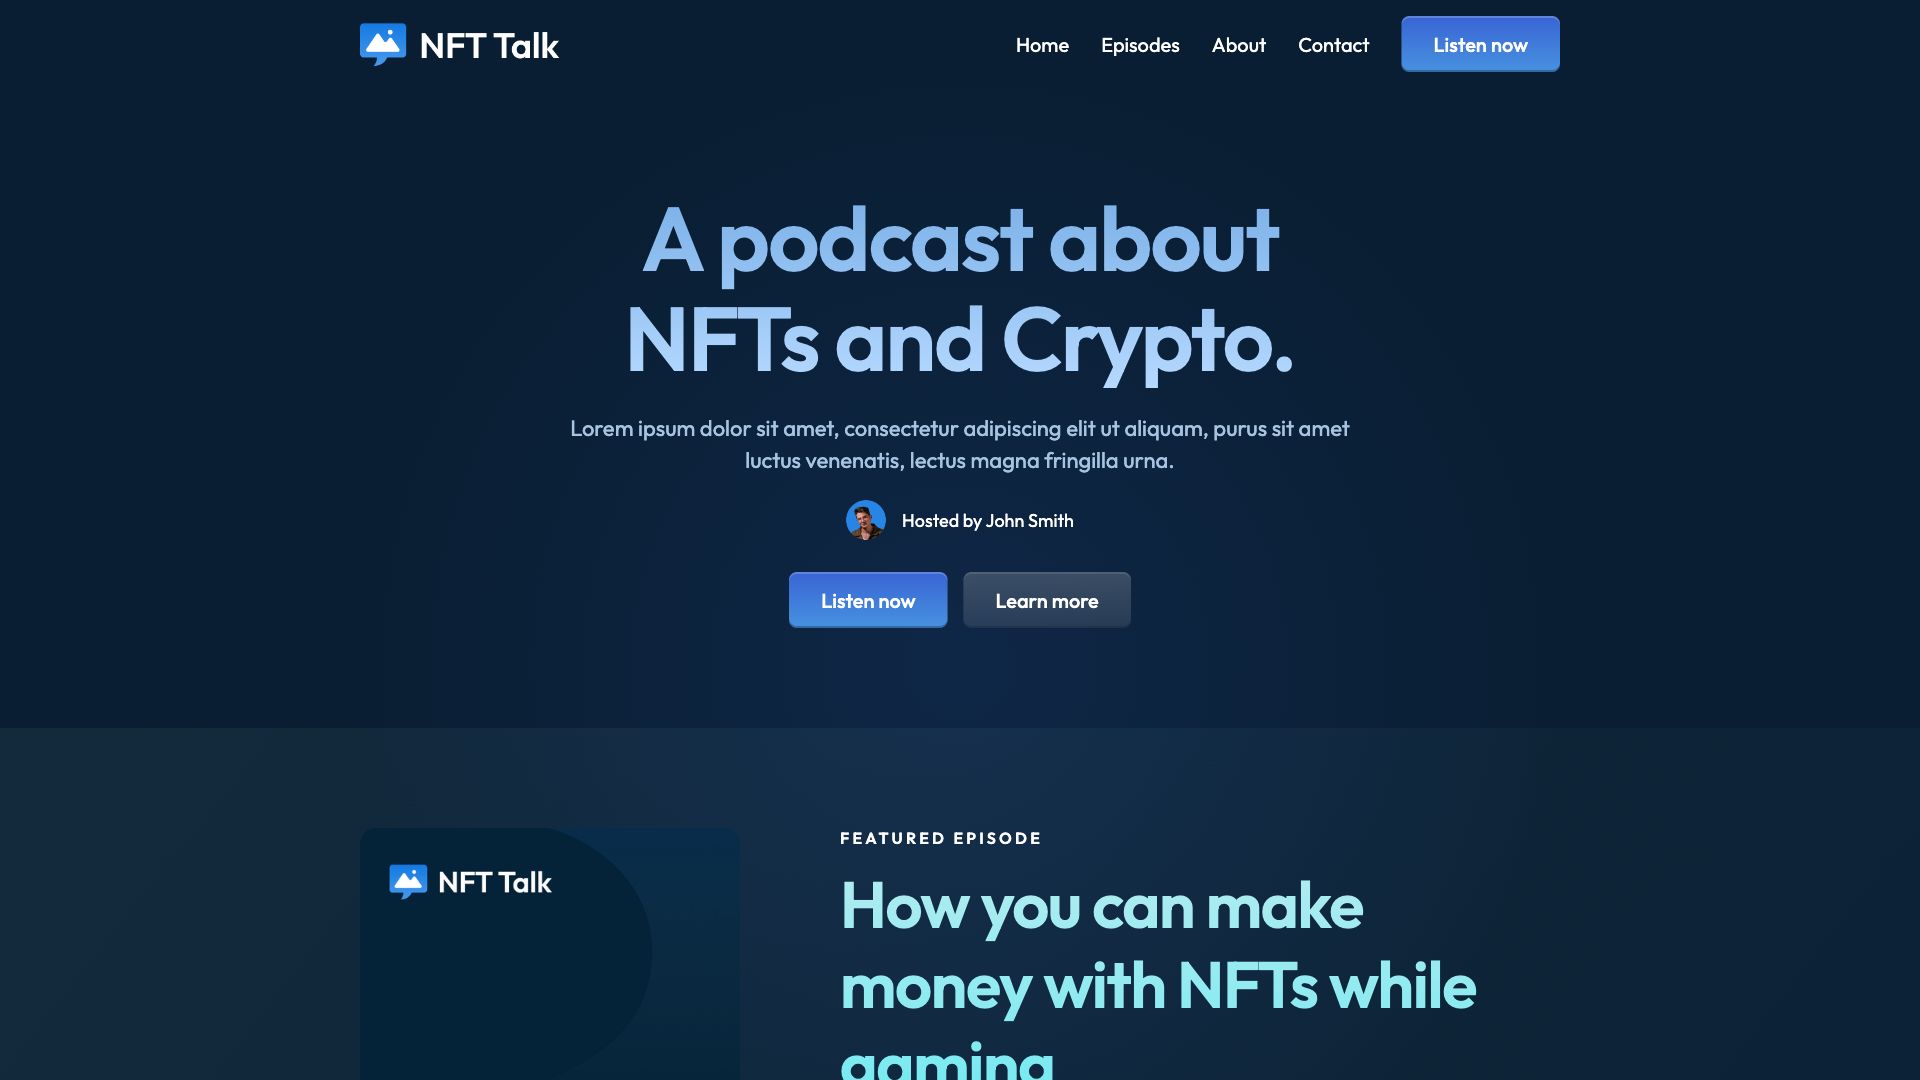 NFT Talk
Home
Episodes
About
Contact
Listen now
A podcast about
NFTs and Crypto.
Lorem ipsum dolor sit amet, consectetur adipiscing elit ut aliquam, purus sit amet
luctus venenatis, lectus magna fringilla urna.
Hosted by John Smith
Listen now
Learn more
NFT Talk
FEATURED EPISODE
How you can make
money with NFTs while
gaming